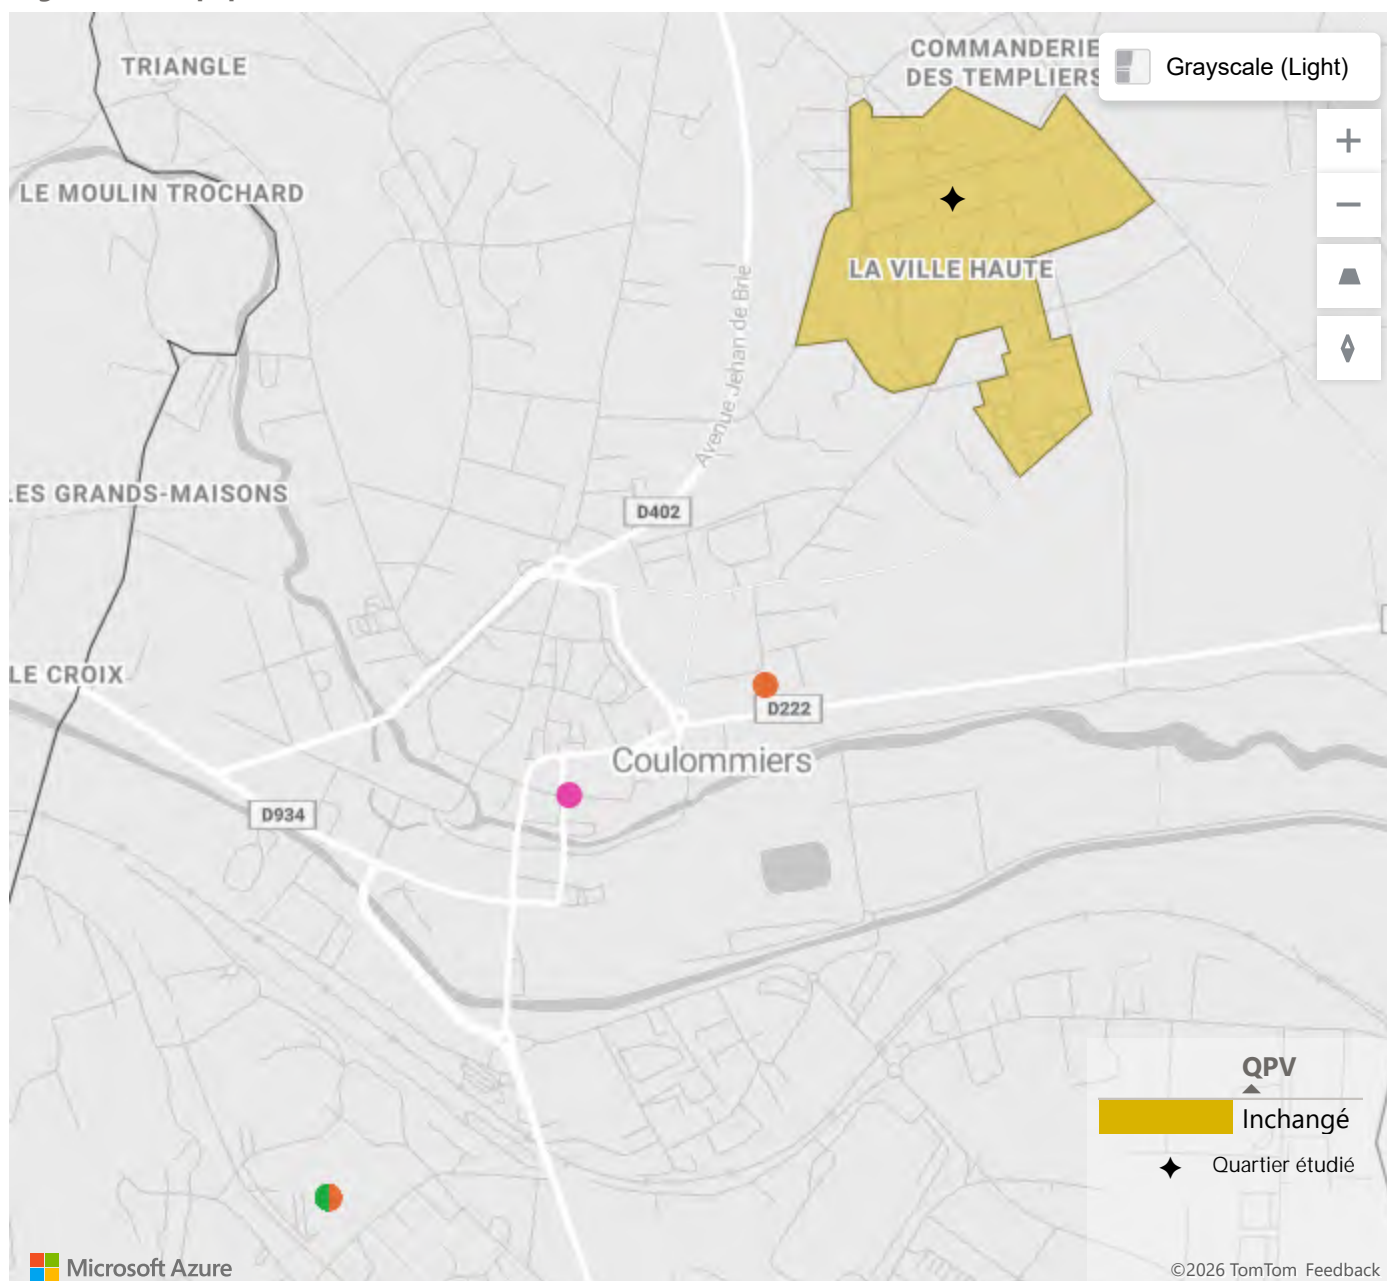 TRIANGLE
COMMANDERIE
DES TEMPLIERS
Grayscale (Light)
LE MOULIN TROCHARD
LA VILLE HAUTE
Avenue Jehan de Brie
LES GRANDS-MAISONS
D402
LE CROIX
D222
Coulommiers
D934
QPV
Inchangé
Quartier étudié
Microsoft Azure
©2026 TomTom Feedback